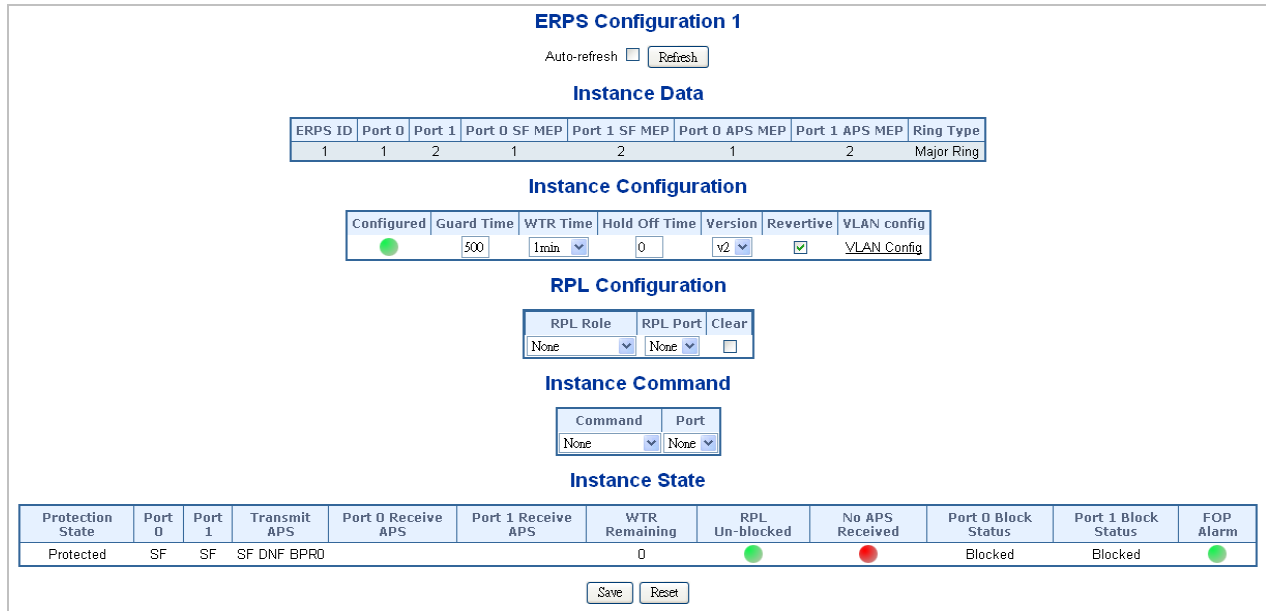 ERPS Configuration 1
Auto-refresh Refresh
Instance Data
ERPS ID Port 0 Port 1 Port 0 SF MEP Port 1 SF MEP Port 0 APS MEP Port 1 APS MEP Ring Type
1 1 2 1 2 1 2 Major Ring
Instance Configuration
Configured Guard Time WTR Time Hold Off Time Version Revertive VLAN config
500 1min 0 v2 VLAN Config
RPL Configuration
RPL Role RPL Port Clear
None None
Instance Command
Command Port
None None
Instance State
Protection State Port 0 Port 1 Transmit APS Port 0 Receive APS Port 1 Receive APS WTR Remaining RPL Un-blocked No APS Received Port 0 Block Status Port 1 Block Status FOP Alarm
Protected SF SF SF DNF BPR0 0 Blocked Blocked
Save Reset